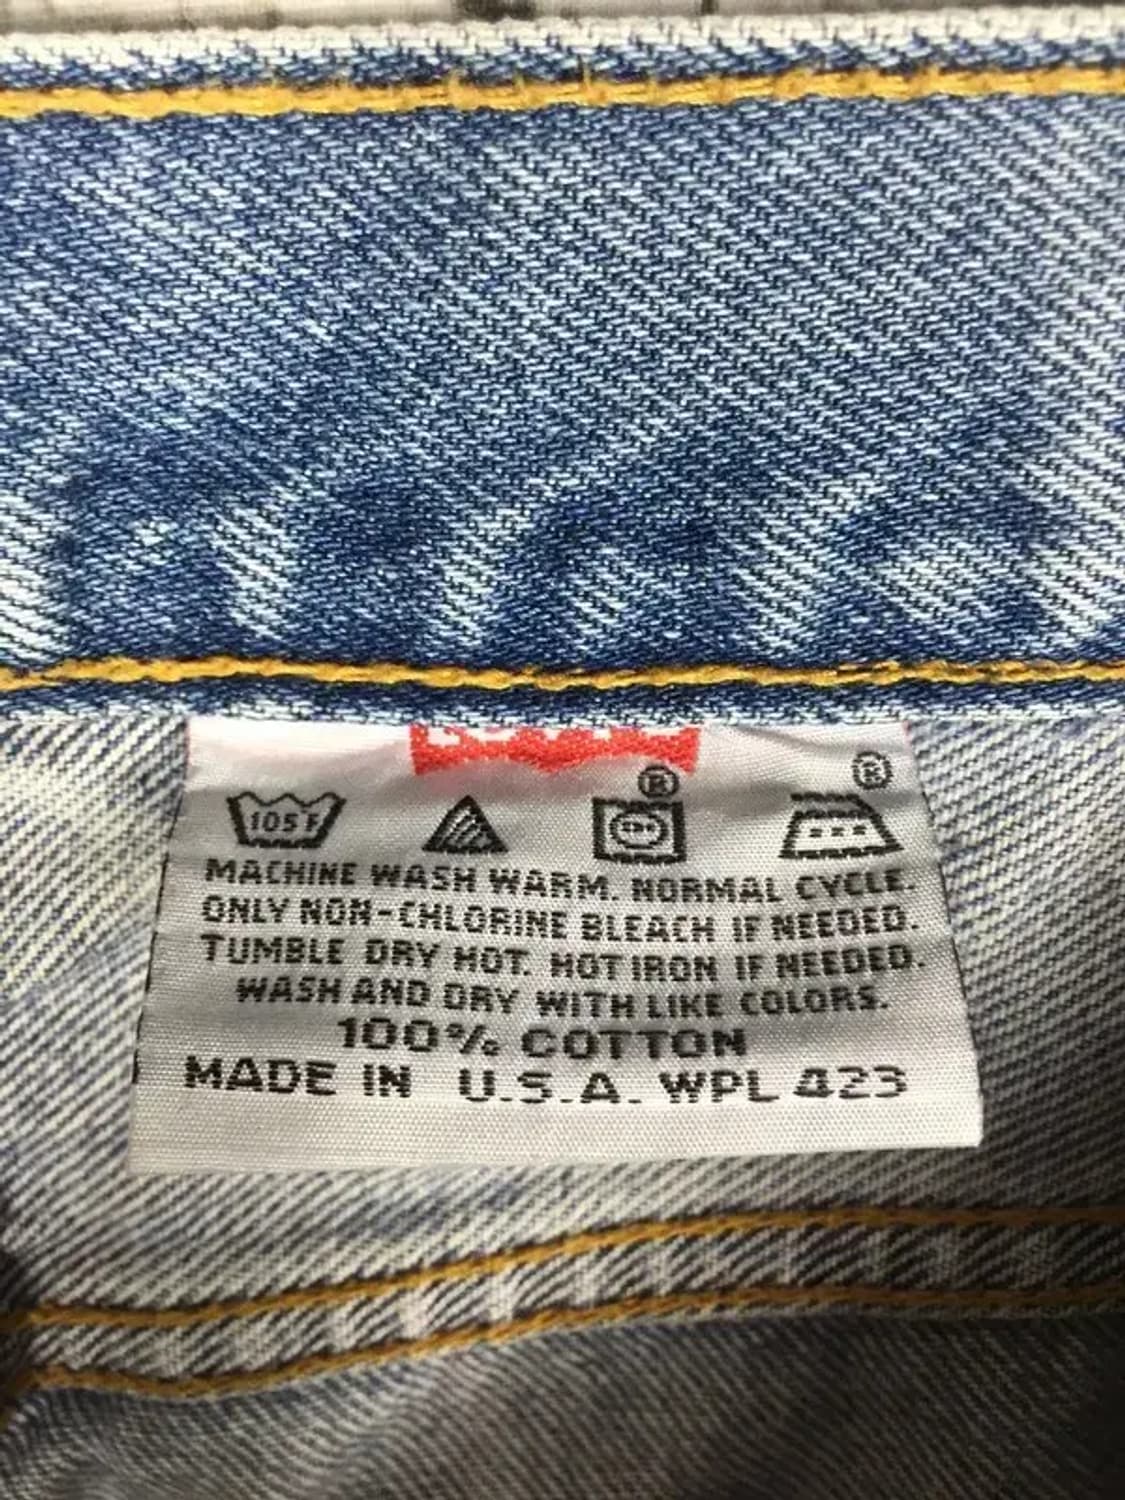 ® ®
105F
MACHINE WASH WARM. NORMAL CYCLE.
ONLY NON-CHLORINE BLEACH IF NEEDED.
TUMBLE DRY HOT. HOT IRON IF NEEDED.
WASH AND DRY WITH LIKE COLORS.
100% COTTON
MADE IN U.S.A. WPL 423